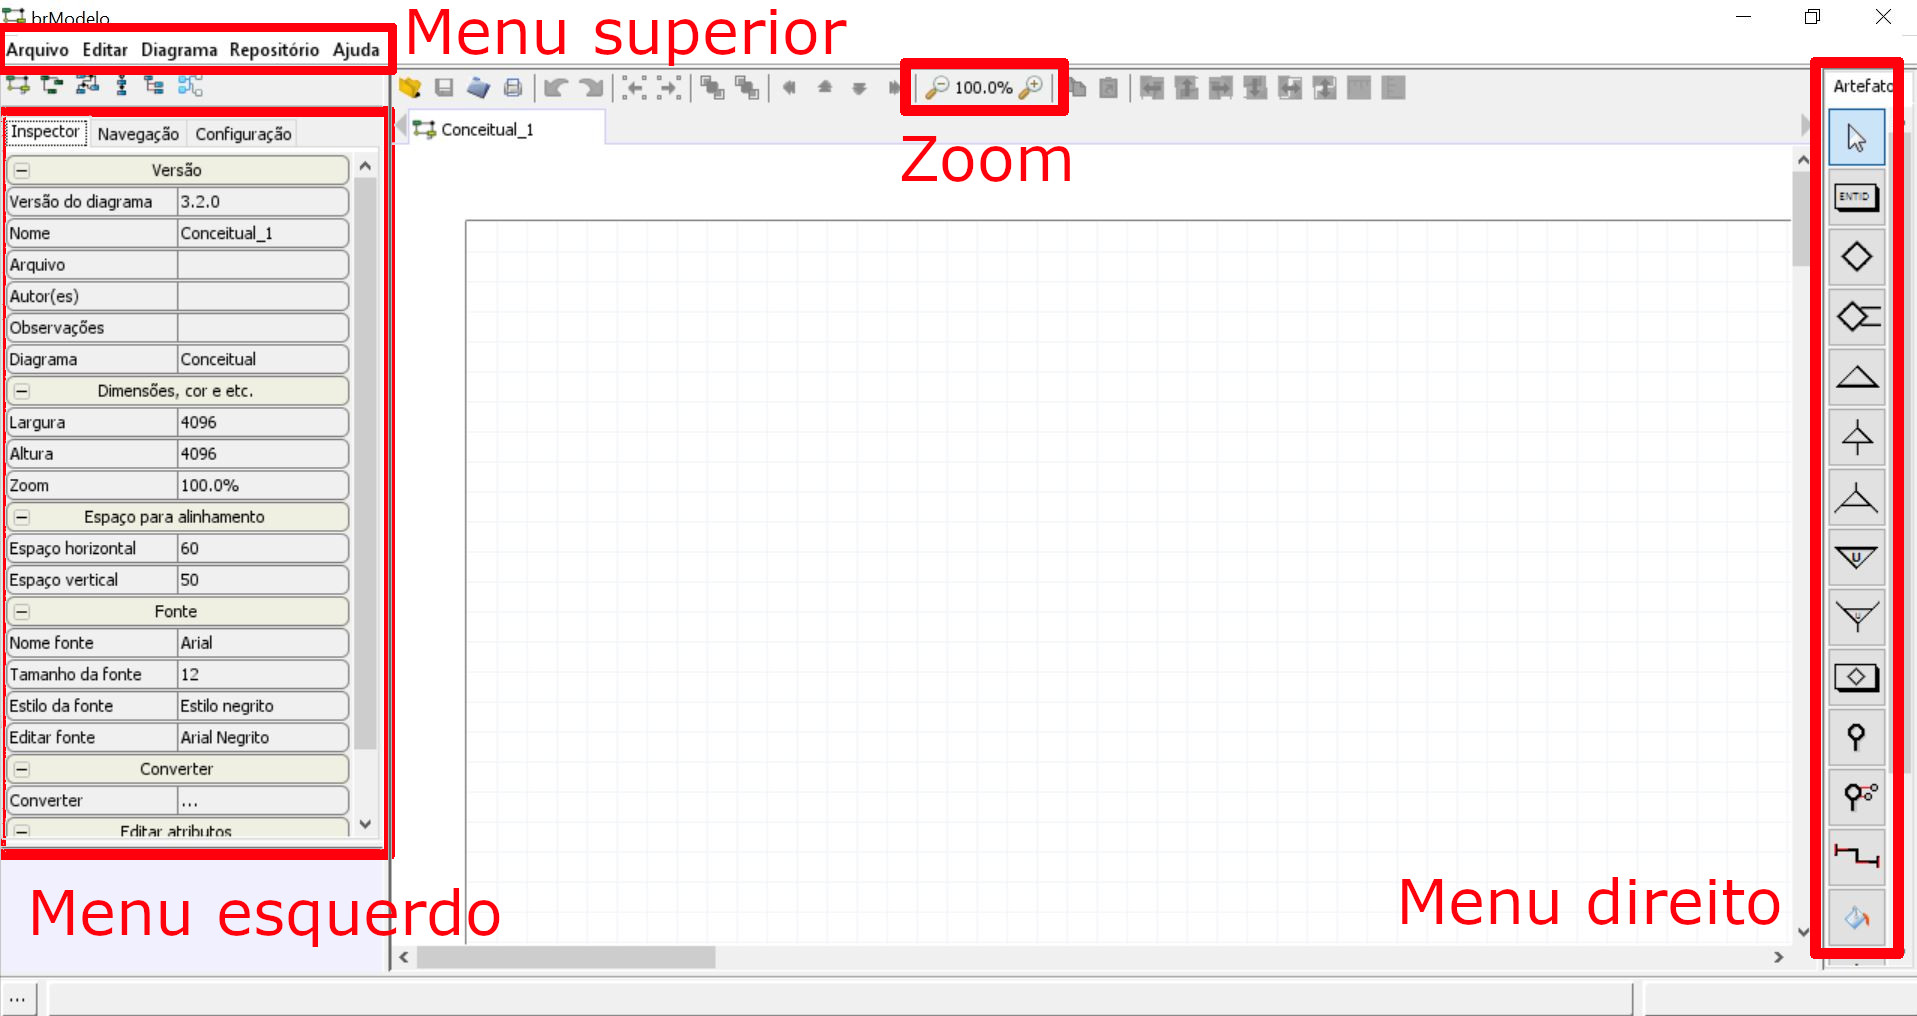 brModelo
Menu superior
Arquivo Editar Diagrama Repositório Ajuda
100.0%
Zoom
Artefato
Inspector Navegação Configuração
Conceitual_1
Versão
Versão do diagrama 3.2.0
Nome Conceitual_1
Arquivo
Autor(es)
Observações
Diagrama Conceitual
Dimensões, cor e etc.
Largura 4096
Altura 4096
Zoom 100.0%
Espaço para alinhamento
Espaço horizontal 60
Espaço vertical 50
Fonte
Nome fonte Arial
Tamanho da fonte 12
Estilo da fonte Estilo negrito
Editar fonte Arial Negrito
Converter
Converter ...
Editar atributos
Menu esquerdo
ENTID
U
U
Menu direito
...